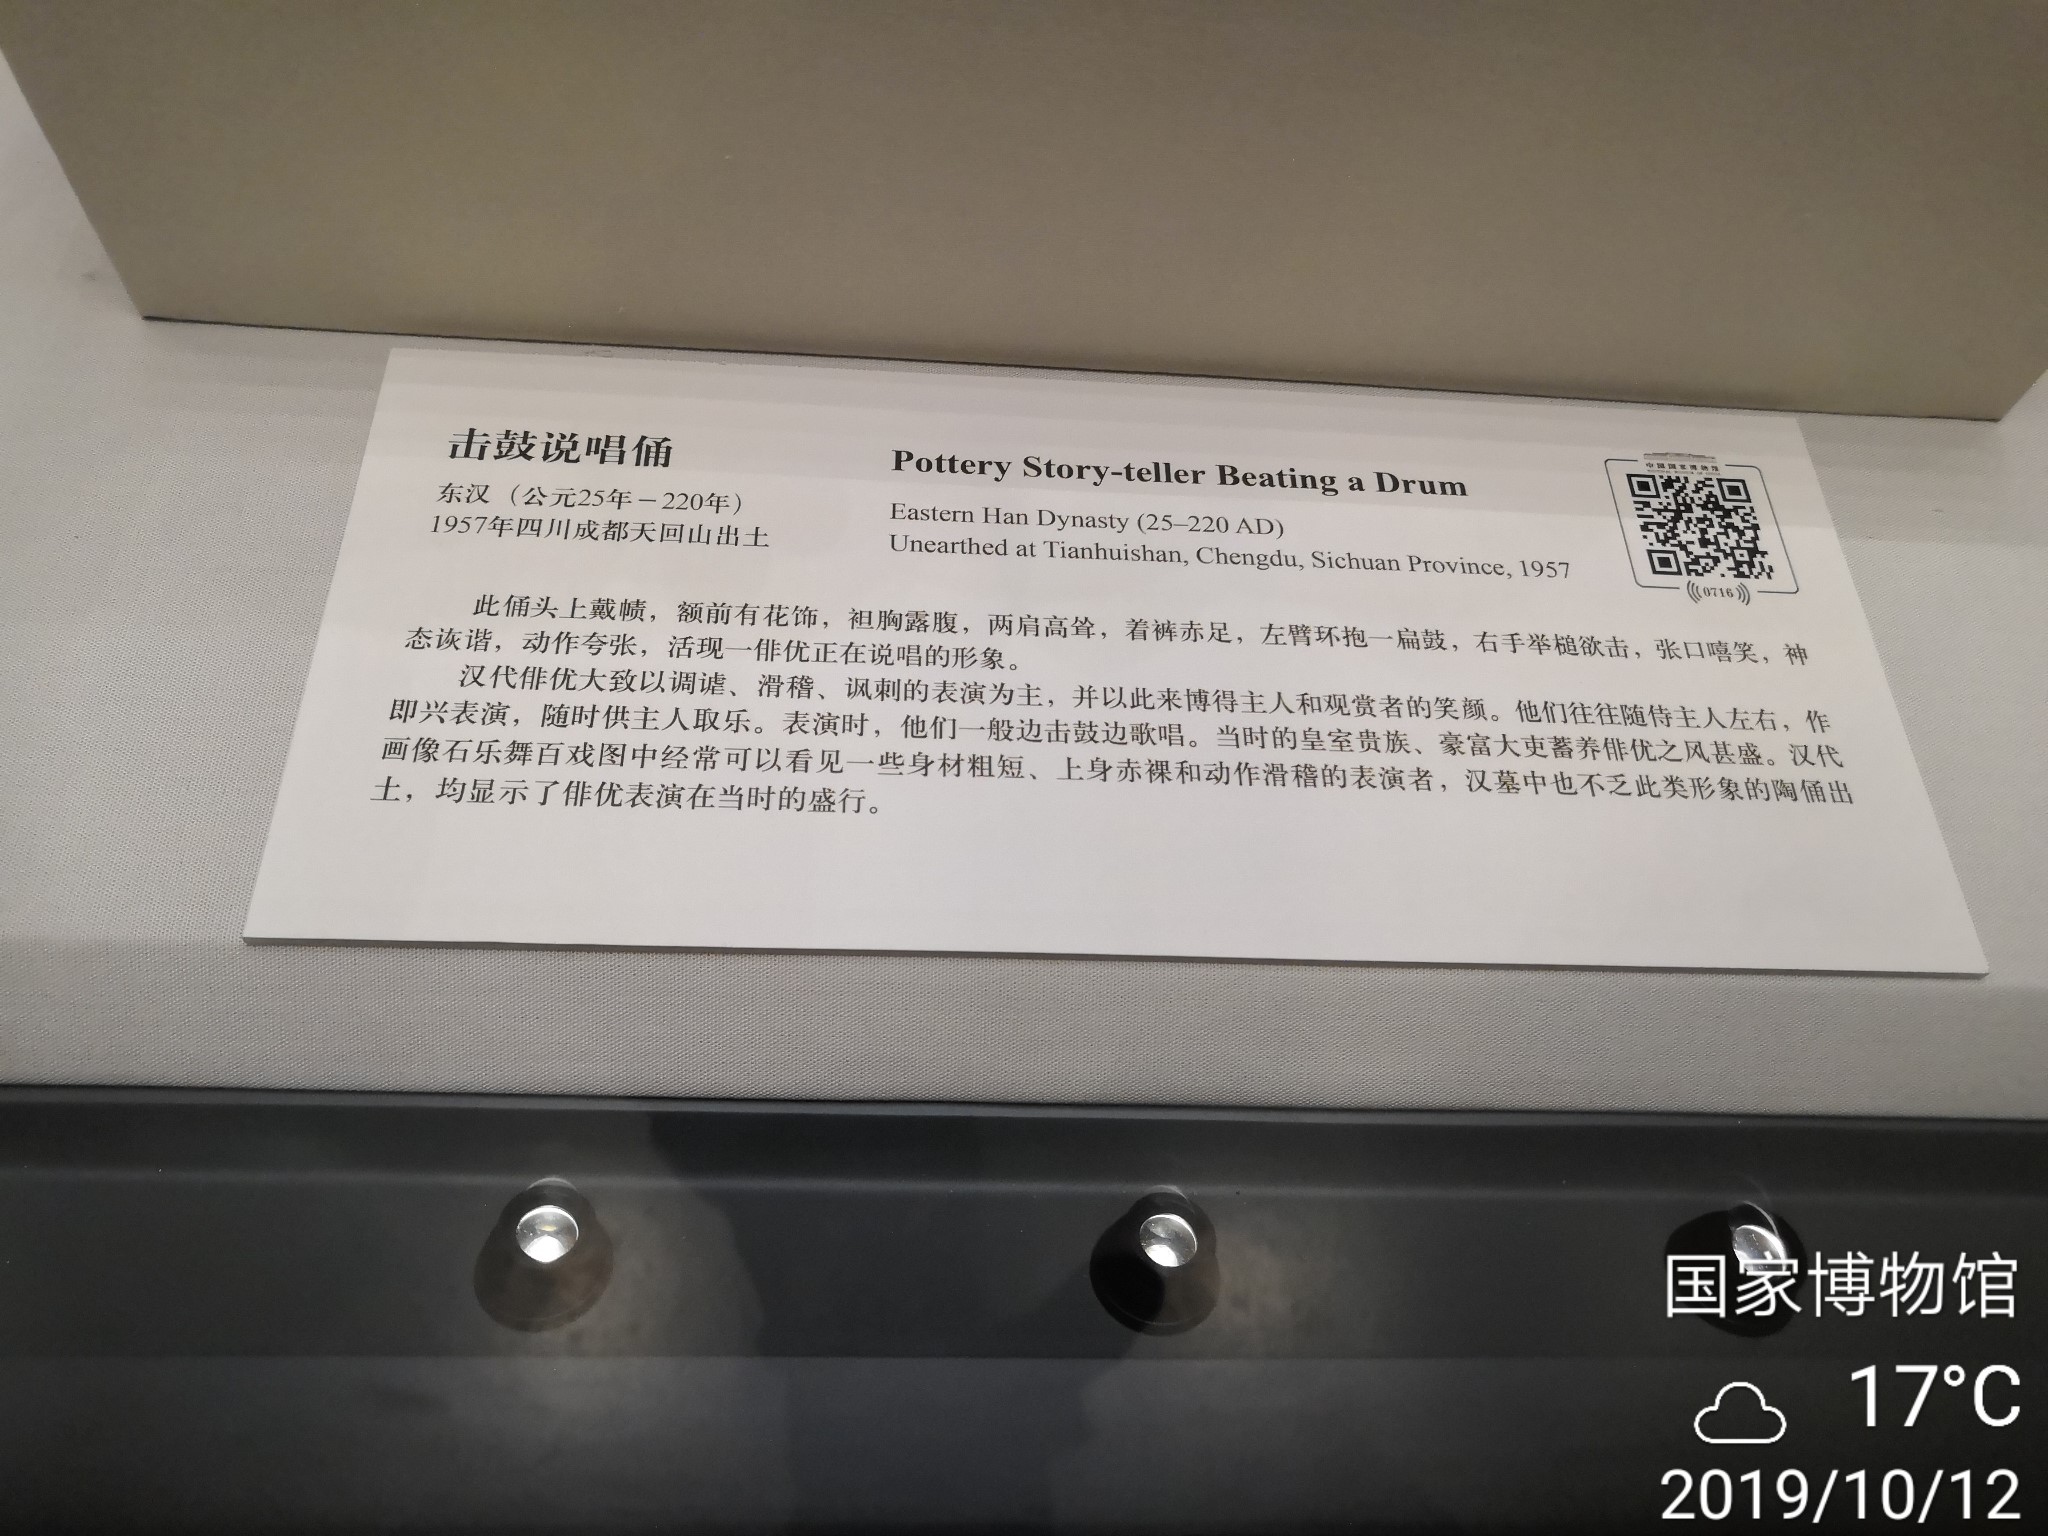 击鼓说唱俑
东汉（公元25年－220年）
1957年四川成都天回山出土
Pottery Story-teller Beating a Drum
Eastern Han Dynasty (25–220 AD)
Unearthed at Tianhuishan, Chengdu, Sichuan Province, 1957
中国国家博物馆
0716
此俑头上戴帻，额前有花饰，袒胸露腹，两肩高耸，着裤赤足，左臂环抱一扁鼓，右手举槌欲击，张口嘻笑，神
态诙谐，动作夸张，活现一俳优正在说唱的形象。
汉代俳优大致以调谑、滑稽、讽刺的表演为主，并以此来博得主人和观赏者的笑颜。他们往往随侍主人左右，作
即兴表演，随时供主人取乐。表演时，他们一般边击鼓边歌唱。当时的皇室贵族、豪富大吏蓄养俳优之风甚盛。汉代
画像石乐舞百戏图中经常可以看见一些身材粗短、上身赤裸和动作滑稽的表演者，汉墓中也不乏此类形象的陶俑出
土，均显示了俳优表演在当时的盛行。
国家博物馆
17°C
2019/10/12